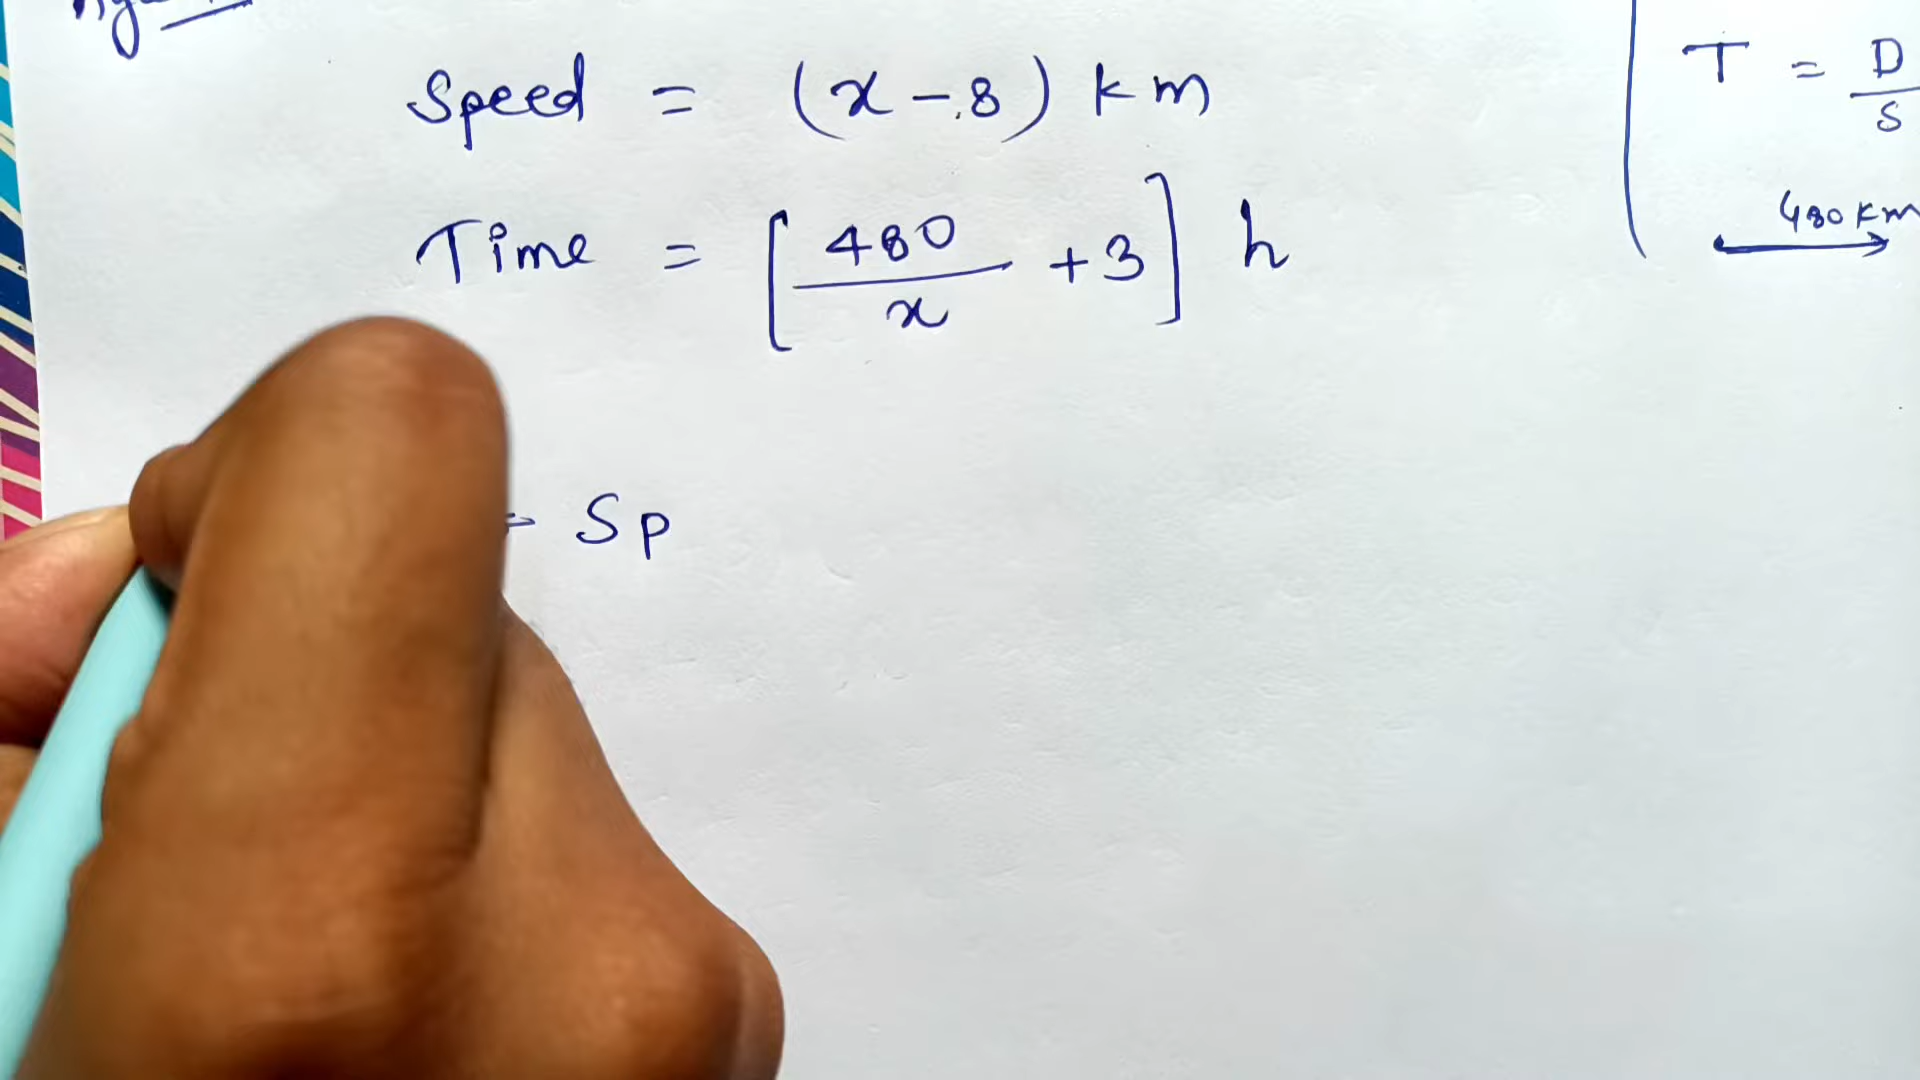 Speed = (x-8) km
Time = [480/x +3] h
= Sp
T = D/S
480 km